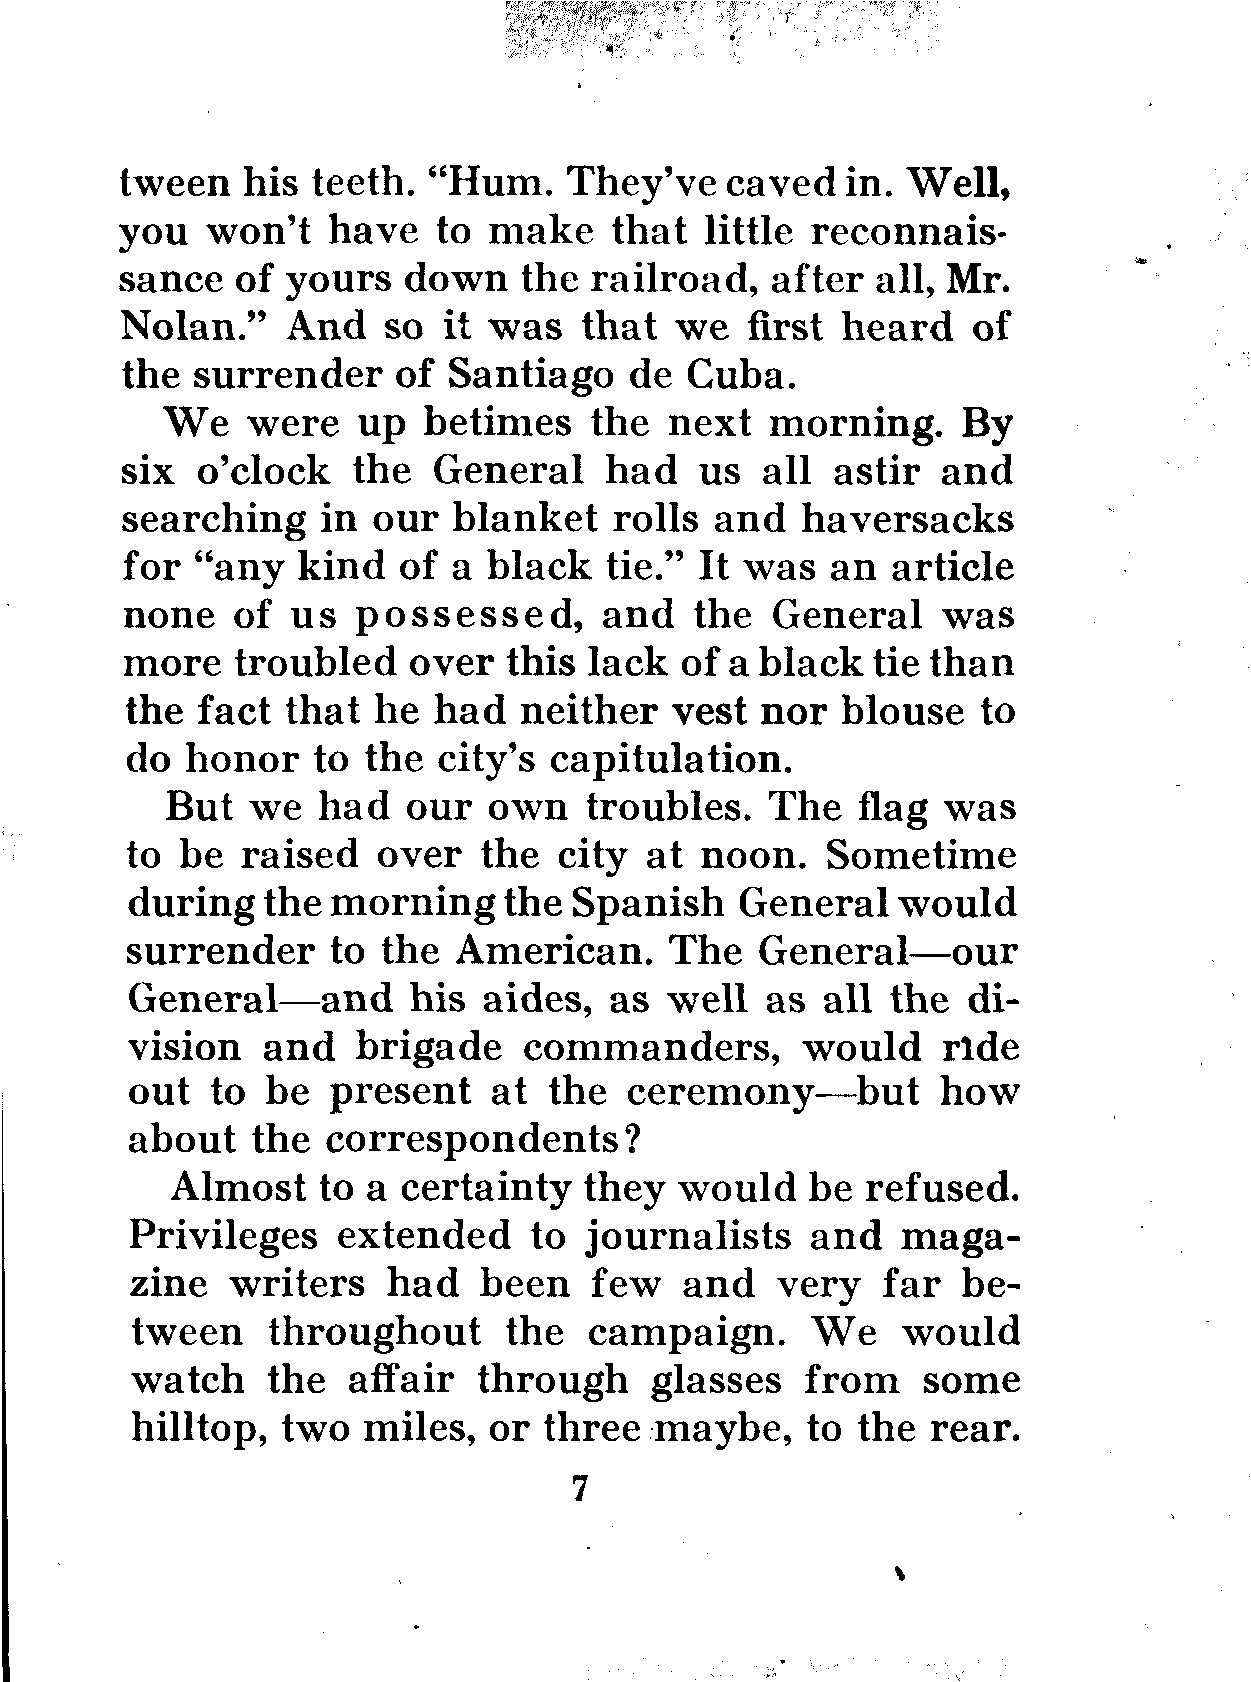 tween his teeth. “Hum. They’ve caved in. Well,
you won’t have to make that little reconnais-
sance of yours down the railroad, after all, Mr.
Nolan.” And so it was that we first heard of
the surrender of Santiago de Cuba.
We were up betimes the next morning. By
six o’clock the General had us all astir and
searching in our blanket rolls and haversacks
for “any kind of a black tie.” It was an article
none of us possessed, and the General was
more troubled over this lack of a black tie than
the fact that he had neither vest nor blouse to
do honor to the city’s capitulation.
But we had our own troubles. The flag was
to be raised over the city at noon. Sometime
during the morning the Spanish General would
surrender to the American. The General—our
General—and his aides, as well as all the di-
vision and brigade commanders, would ride
out to be present at the ceremony—but how
about the correspondents?
Almost to a certainty they would be refused.
Privileges extended to journalists and maga-
zine writers had been few and very far be-
tween throughout the campaign. We would
watch the affair through glasses from some
hilltop, two miles, or three maybe, to the rear.
7